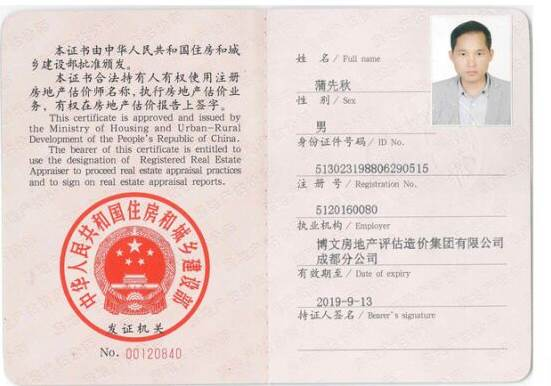 本证书由中华人民共和国住房和城
乡建设部批准颁发。
本证书合法持有人有权使用注册
房地产估价师名称,执行房地产估价业
务,有权在房地产估价报告上签字。
This certificate is approved and issued by
the Ministry of Housing and Urban-Rural
Development of the People's Republic of China.
The bearer of this certificate is entitled to
use the designation of Registered Real Estate
Appraiser to proceed real estate appraisal practices
and to sign on real estate appraisal reports.
中华人民共和国住房和城乡建设部
发证机关
No. 00120840
姓名/Full name
蒲先秋
性别/Sex
男
身份证件号码/ID No.
513023198806290515
注册号/Registration No.
5120160080
执业机构/Employer
博文房地产评估造价集团有限公司
成都分公司
有效期至/Date of expiry
2019-9-13
持证人签名/Bearer's signature